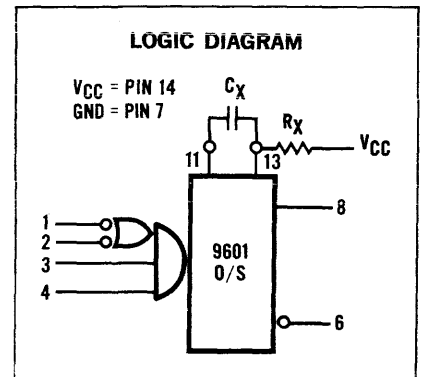 LOGIC DIAGRAM
VCC = PIN 14
GND = PIN 7
CX
RX
VCC
11
13
1
2
3
4
9601
O/S
8
6